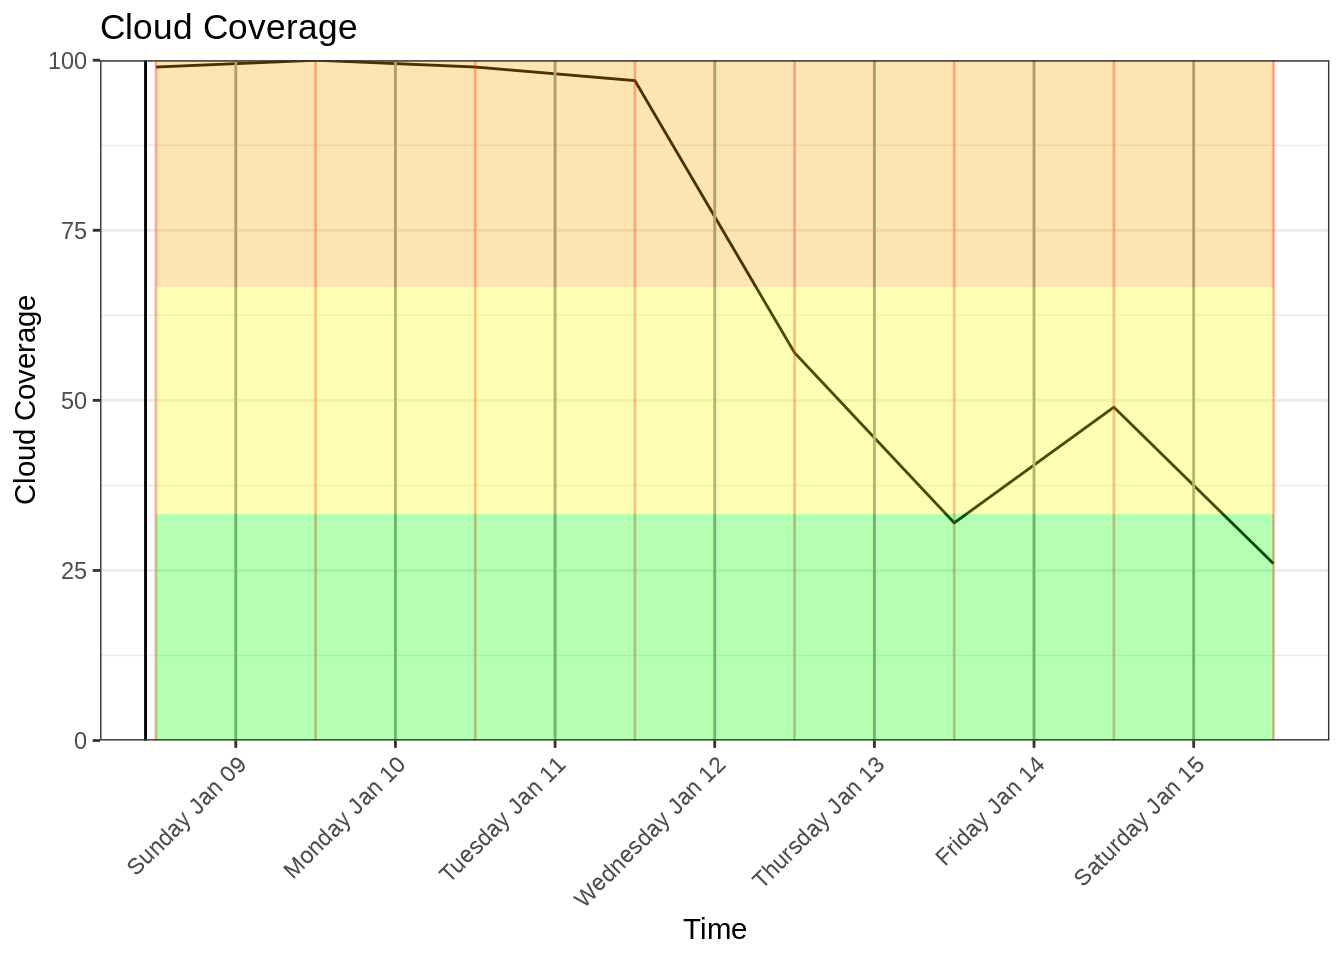 Cloud Coverage
100
75
50
25
0
Cloud Coverage
Sunday Jan 09
Monday Jan 10
Tuesday Jan 11
Wednesday Jan 12
Thursday Jan 13
Friday Jan 14
Saturday Jan 15
Time